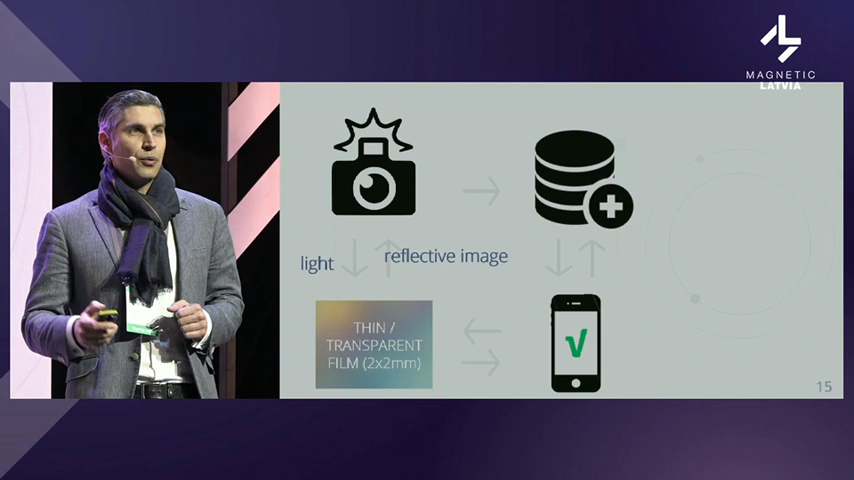 MAGNETIC
LATVIA
light
reflective image
THIN /
TRANSPARENT
FILM (2x2mm)
15